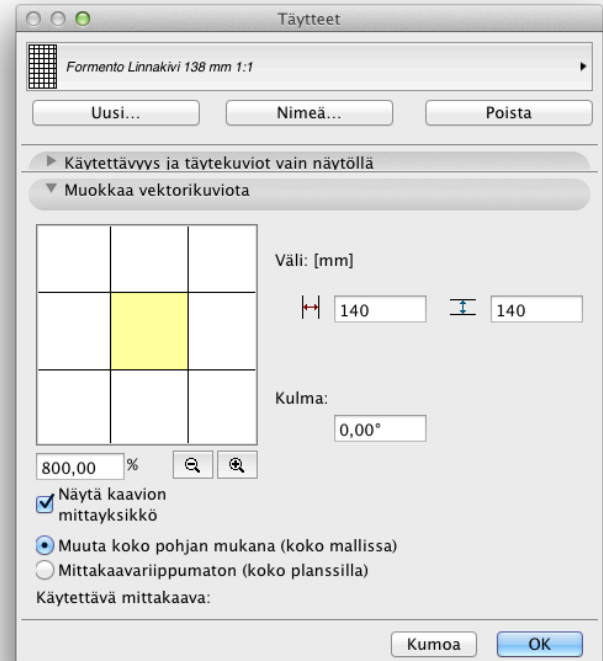 Täytteet
Formento Linnakivi 138 mm 1:1
Uusi... Nimeä... Poista
Käytettävyys ja täytekuviot vain näytöllä
Muokkaa vektorikuviota
Väli: [mm]
140 140
Kulma:
0,00°
800,00 %
Näytä kaavion
mittayksikkö
Muuta koko pohjan mukana (koko mallissa)
Mittakaavariippumaton (koko planssilla)
Käytettävä mittakaava:
Kumoa OK